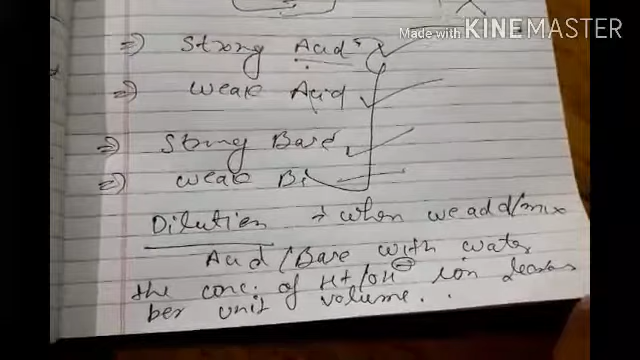 Made with KINEMASTER
⇒ Strong Acid
⇒ Weak Acid
⇒ Strong Base
⇒ Weak B
Dilution → When we add/mix
Acid/Base with water
the conc. of H+/OH⊖ ion
per unit volume.